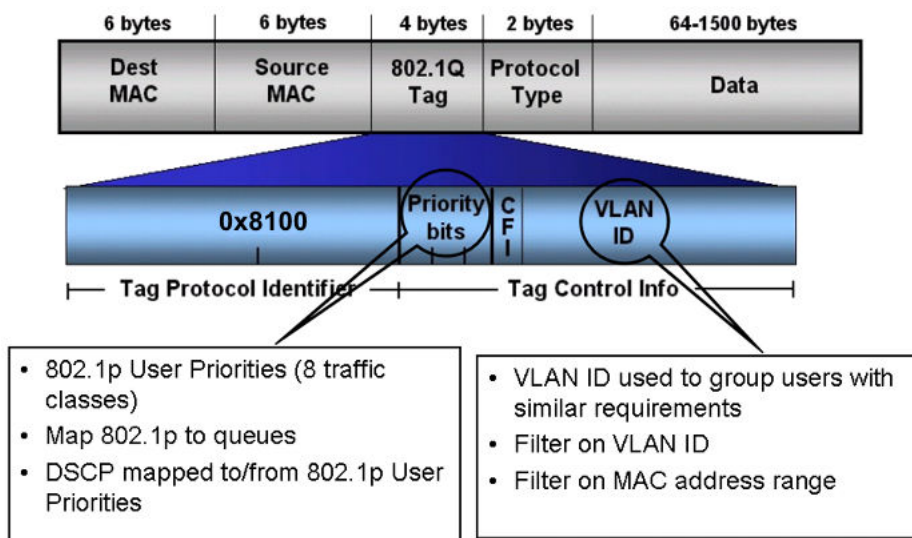 6 bytes 6 bytes 4 bytes 2 bytes 64-1500 bytes
Dest MAC
Source MAC
802.1Q Tag
Protocol Type
Data
0x8100
Priority bits
CFI
VLAN ID
Tag Protocol Identifier
Tag Control Info
• 802.1p User Priorities (8 traffic
classes)
• Map 802.1p to queues
• DSCP mapped to/from 802.1p User
Priorities
• VLAN ID used to group users with
similar requirements
• Filter on VLAN ID
• Filter on MAC address range